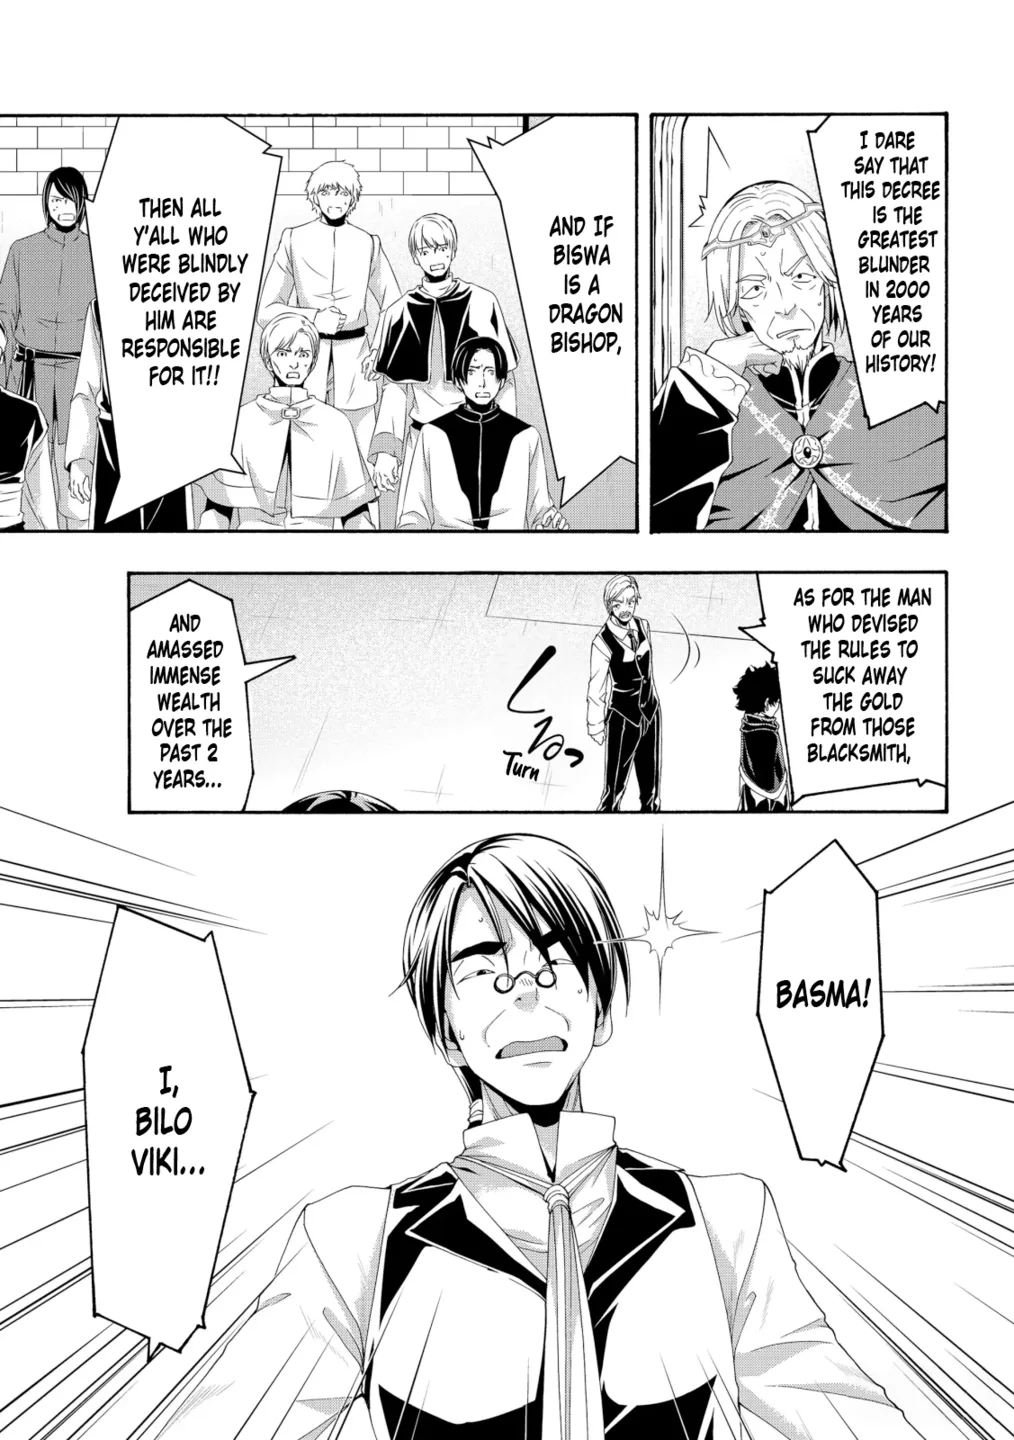 I DARE
SAY THAT
THIS DECREE
IS THE
GREATEST
BLUNDER
IN 2000
YEARS
OF OUR
HISTORY!
AND IF
BISWA
IS A
DRAGON
BISHOP,
THEN ALL
Y'ALL WHO
WERE BLINDLY
DECEIVED BY
HIM ARE
RESPONSIBLE
FOR IT!!
AS FOR THE MAN
WHO DEVISED
THE RULES TO
SUCK AWAY
THE GOLD
FROM THOSE
BLACKSMITH,
くるっ
Turn
AND
AMASSED
IMMENSE
WEALTH
OVER THE
PAST 2
YEARS...
BASMA!
I,
BILO
VIKI...